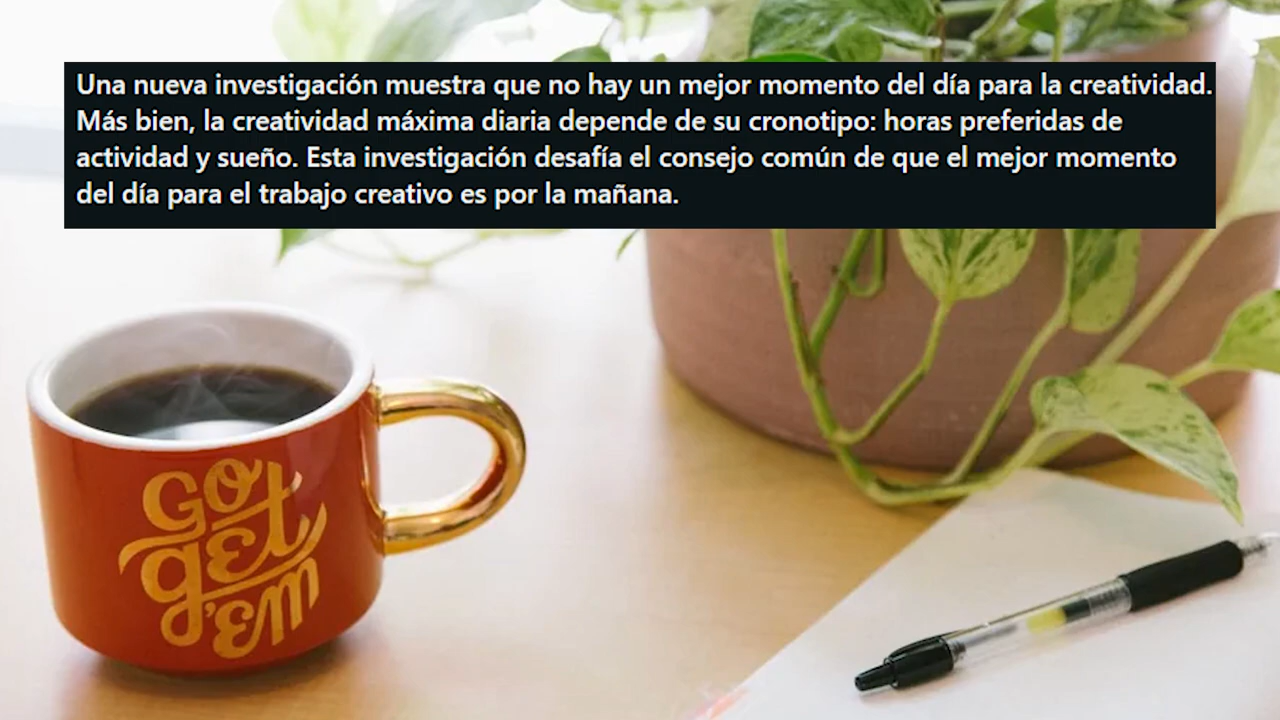 Una nueva investigación muestra que no hay un mejor momento del día para la creatividad.
Más bien, la creatividad máxima diaria depende de su cronotipo: horas preferidas de
actividad y sueño. Esta investigación desafía el consejo común de que el mejor momento
del día para el trabajo creativo es por la mañana.
GO
get
'EM